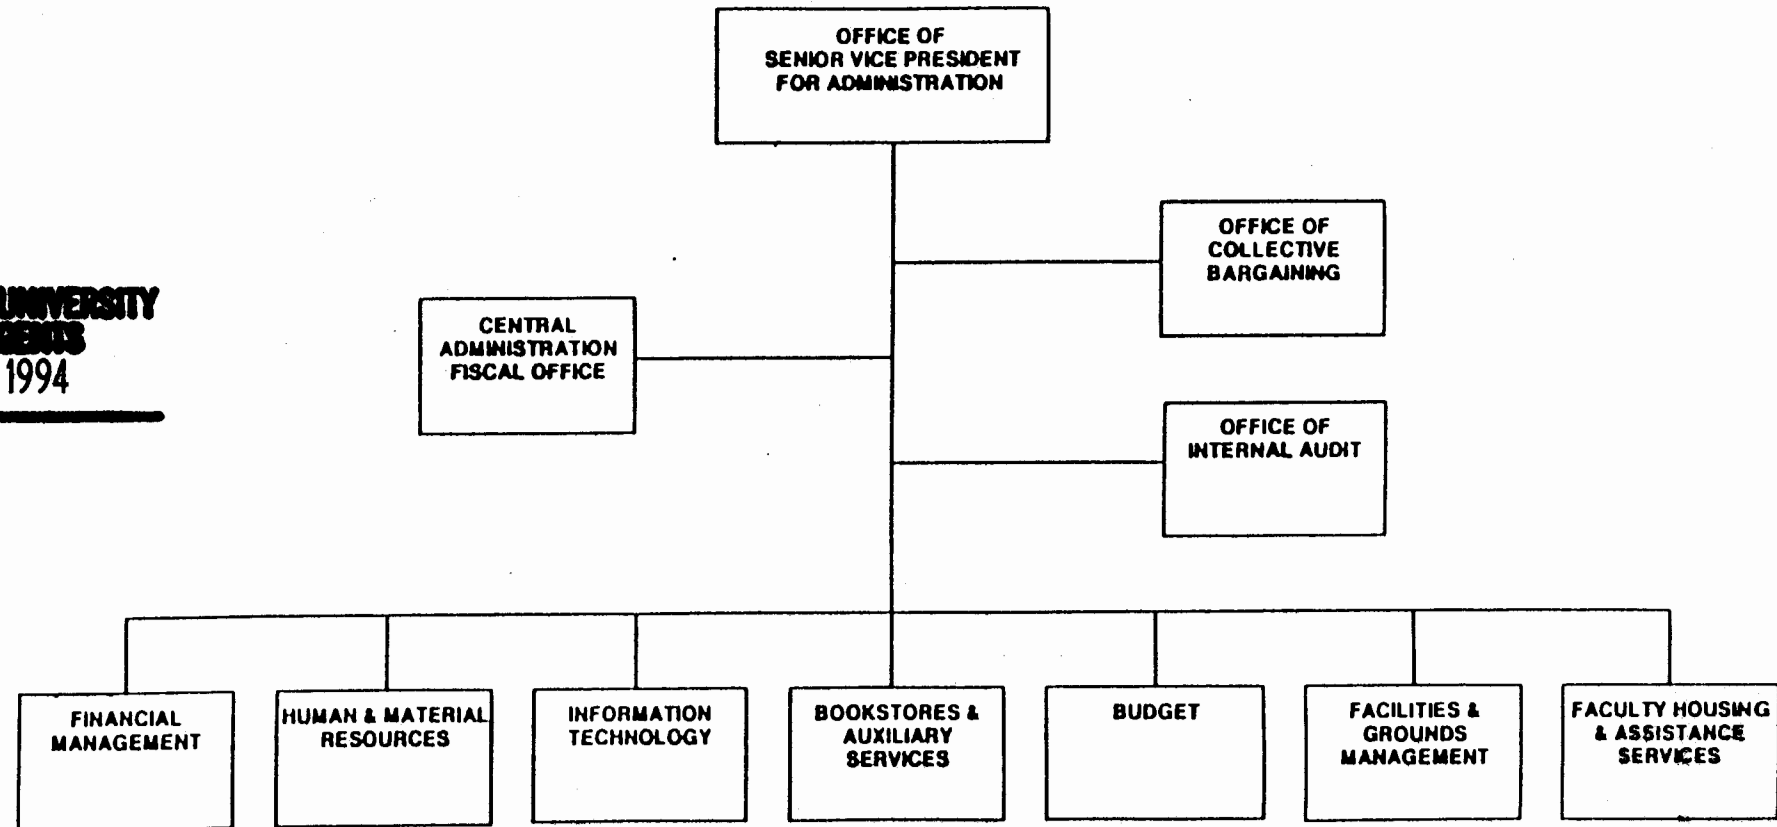 OFFICE OF
SENIOR VICE PRESIDENT
FOR ADMINISTRATION
OFFICE OF
COLLECTIVE
BARGAINING
UNIVERSITY
1994
CENTRAL
ADMINISTRATION
FISCAL OFFICE
OFFICE OF
INTERNAL AUDIT
FINANCIAL
MANAGEMENT
HUMAN & MATERIAL
RESOURCES
INFORMATION
TECHNOLOGY
BOOKSTORES &
AUXILIARY
SERVICES
BUDGET
FACILITIES &
GROUNDS
MANAGEMENT
FACULTY HOUSING
& ASSISTANCE
SERVICES